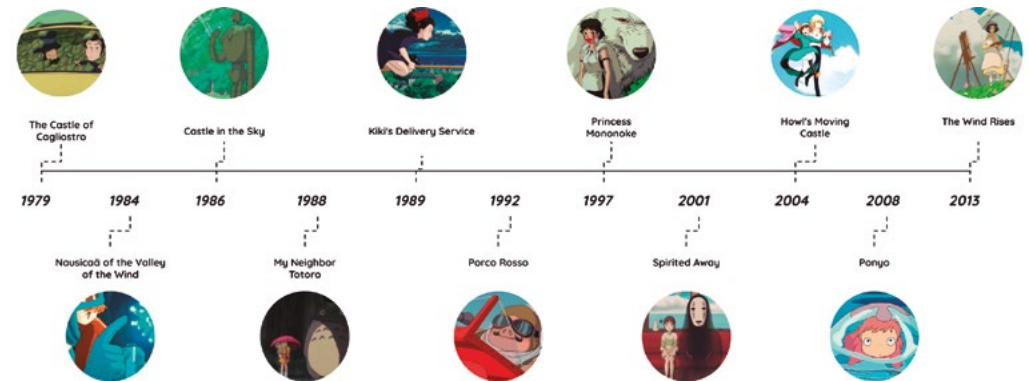 The Castle of
Cagliostro
Castle in the Sky
Kiki's Delivery Service
Princess
Mononoke
Howl's Moving
Castle
The Wind Rises
1979
1984
1986
1988
1989
1992
1997
2001
2004
2008
2013
Nausicaä of the Valley
of the Wind
My Neighbor
Totoro
Porco Rosso
Spirited Away
Ponyo